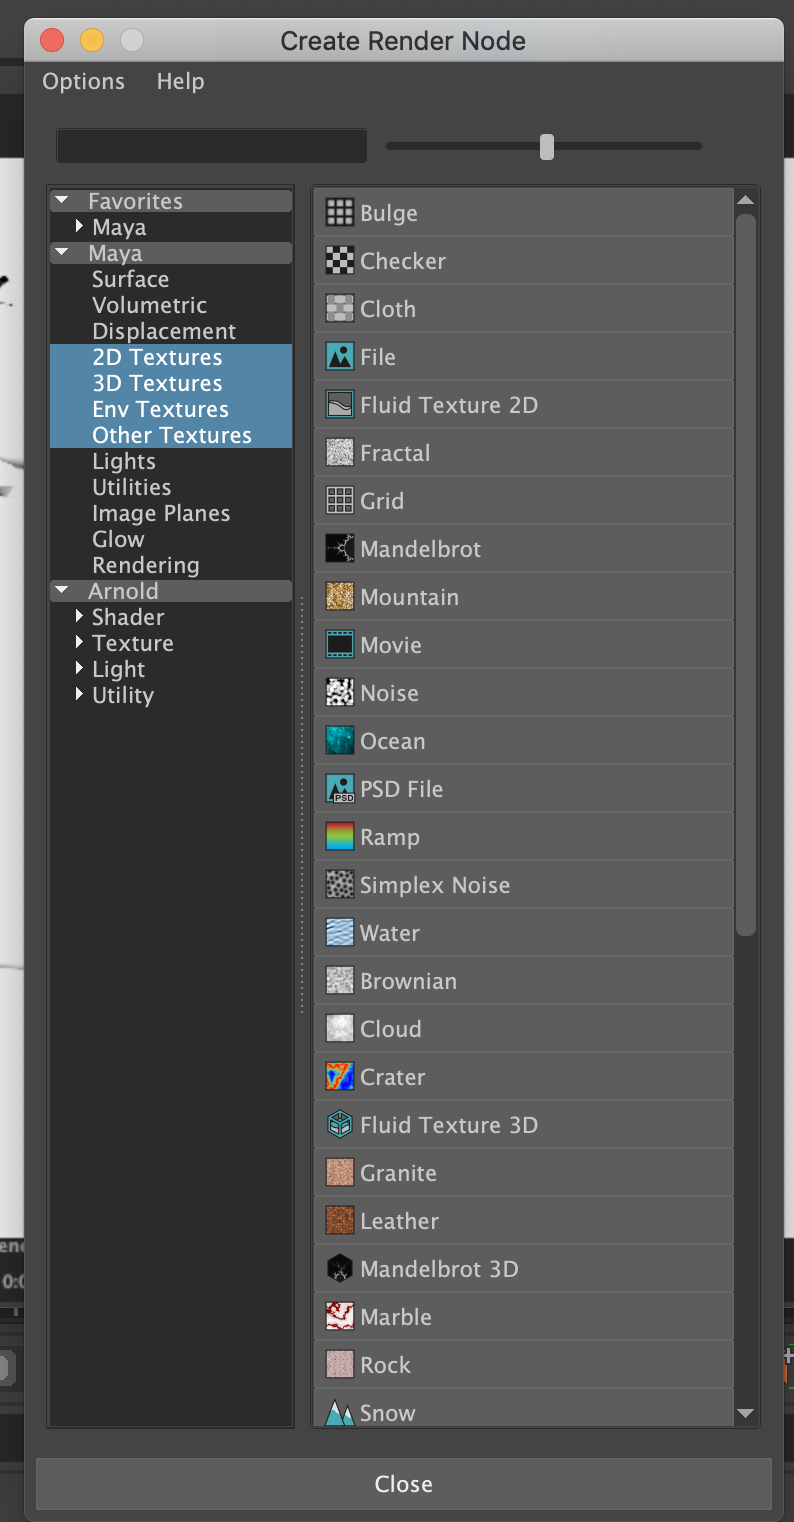 Create Render Node
Options Help
Favorites
Maya
Maya
Surface
Volumetric
Displacement
2D Textures
3D Textures
Env Textures
Other Textures
Lights
Utilities
Image Planes
Glow
Rendering
Arnold
Shader
Texture
Light
Utility
Bulge
Checker
Cloth
File
Fluid Texture 2D
Fractal
Grid
Mandelbrot
Mountain
Movie
Noise
Ocean
PSD
PSD File
Ramp
Simplex Noise
Water
Brownian
Cloud
Crater
Fluid Texture 3D
Granite
Leather
Mandelbrot 3D
Marble
Rock
Snow
Close